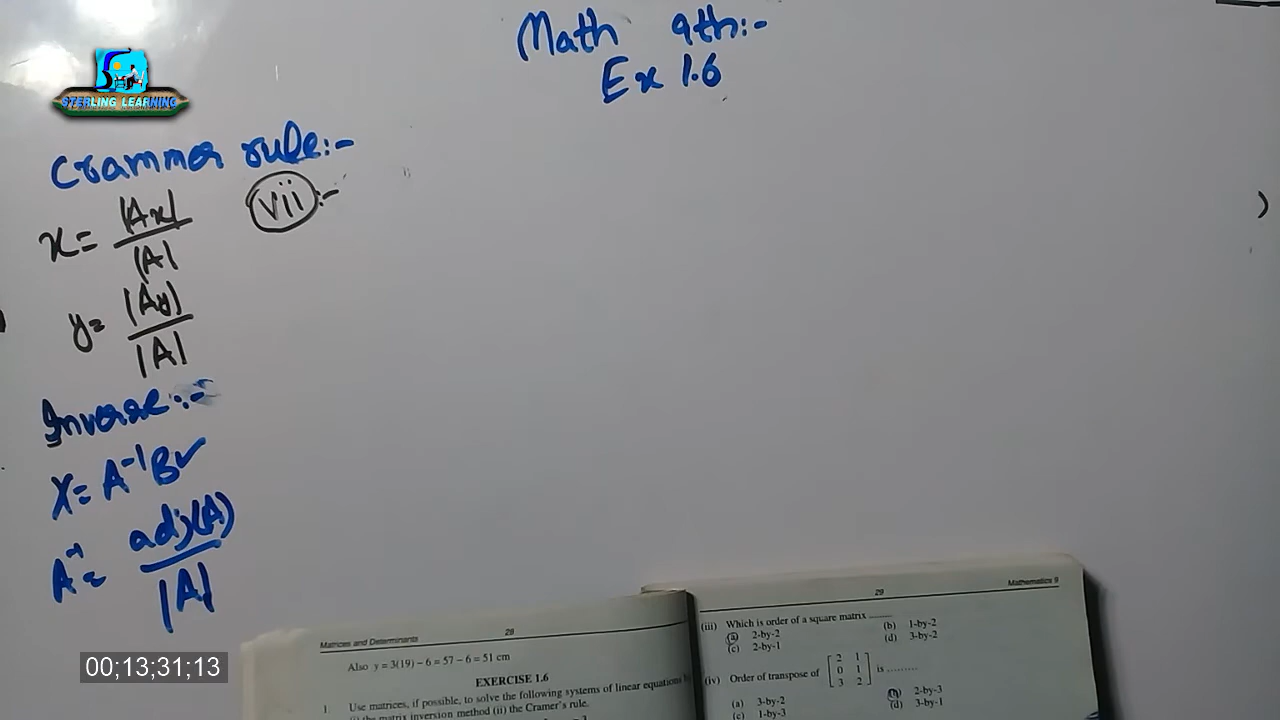 Math 9th:-
Ex 1.6
STERLING LEARNING
Crammer rule:-
vii :-
x = |Ax| / |A|
y = |Ay| / |A|
Inverse:-
X = A⁻¹B ✓
A⁻¹ = adj(A) / |A|
00;13;31;13
Matrices and Determinants 28
Also y = 3(19) – 6 = 57 – 6 = 51 cm
EXERCISE 1.6
1. Use matrices, if possible, to solve the following systems of linear equations
(i) the matrix inversion method (ii) the Cramer's rule.
29 Mathematics 9
(iii) Which is order of a square matrix ........
(a) 2-by-2 (b) 1-by-2
(c) 2-by-1 (d) 3-by-2
(iv) Order of transpose of [2 1
0 1
3 2] is .........
(a) 3-by-2 (b) 2-by-3
(c) 1-by-3 (d) 3-by-1